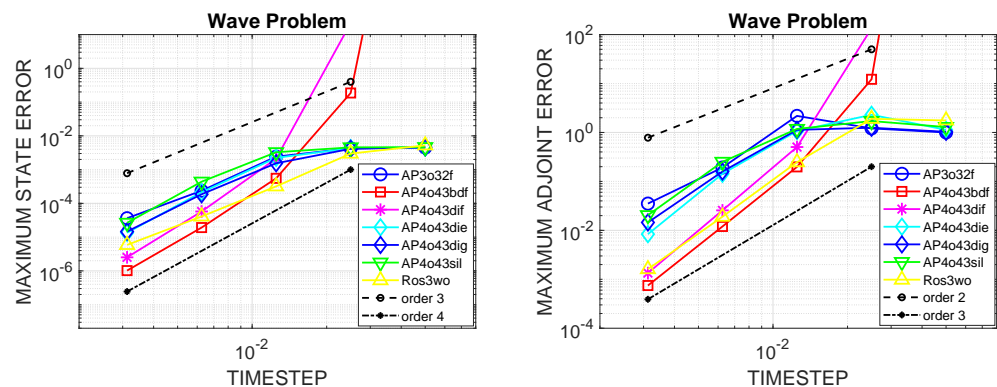 Wave Problem
MAXIMUM STATE ERROR
10^0
10^-2
10^-4
10^-6
10^-2
TIMESTEP
AP3o32f
AP4o43bdf
AP4o43dif
AP4o43die
AP4o43dig
AP4o43sil
Ros3wo
order 3
order 4
Wave Problem
MAXIMUM ADJOINT ERROR
10^2
10^0
10^-2
10^-4
10^-2
TIMESTEP
AP3o32f
AP4o43bdf
AP4o43dif
AP4o43die
AP4o43dig
AP4o43sil
Ros3wo
order 2
order 3